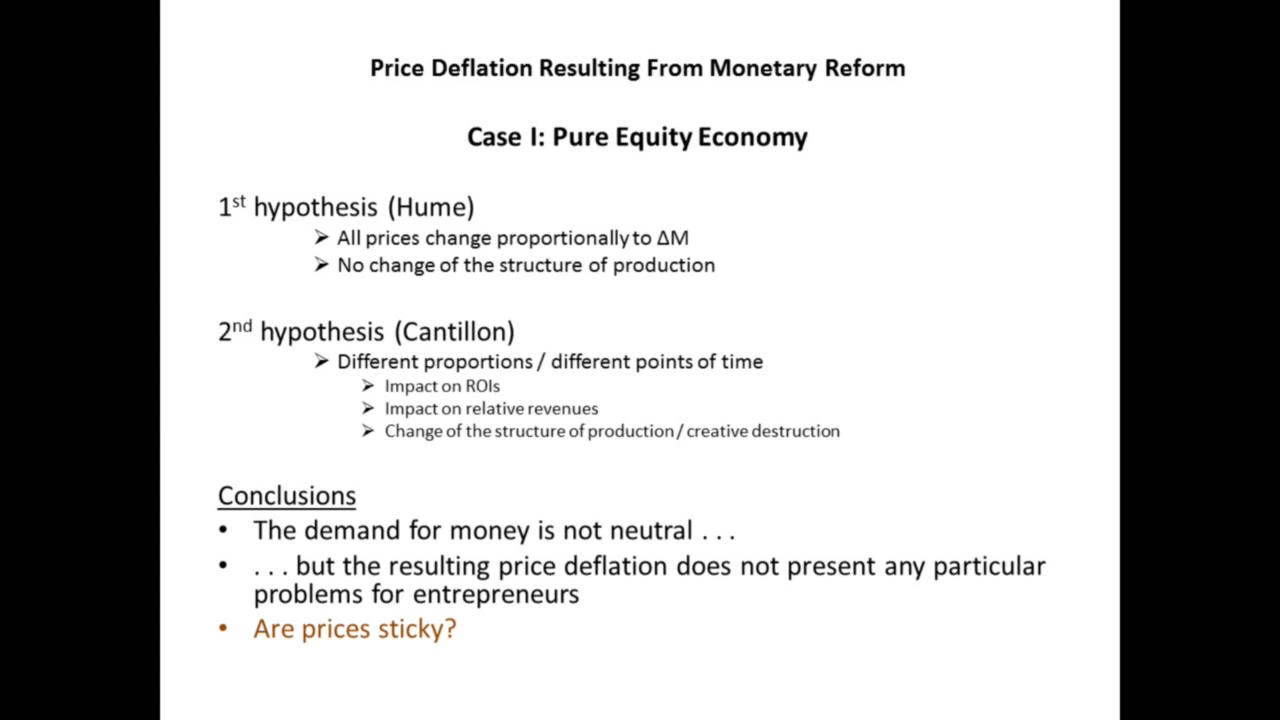 Price Deflation Resulting From Monetary Reform
Case I: Pure Equity Economy
1st hypothesis (Hume)
➢ All prices change proportionally to ΔM
➢ No change of the structure of production
2nd hypothesis (Cantillon)
➢ Different proportions / different points of time
➢ Impact on ROIs
➢ Impact on relative revenues
➢ Change of the structure of production / creative destruction
Conclusions
• The demand for money is not neutral . . .
• . . . but the resulting price deflation does not present any particular
problems for entrepreneurs
• Are prices sticky?